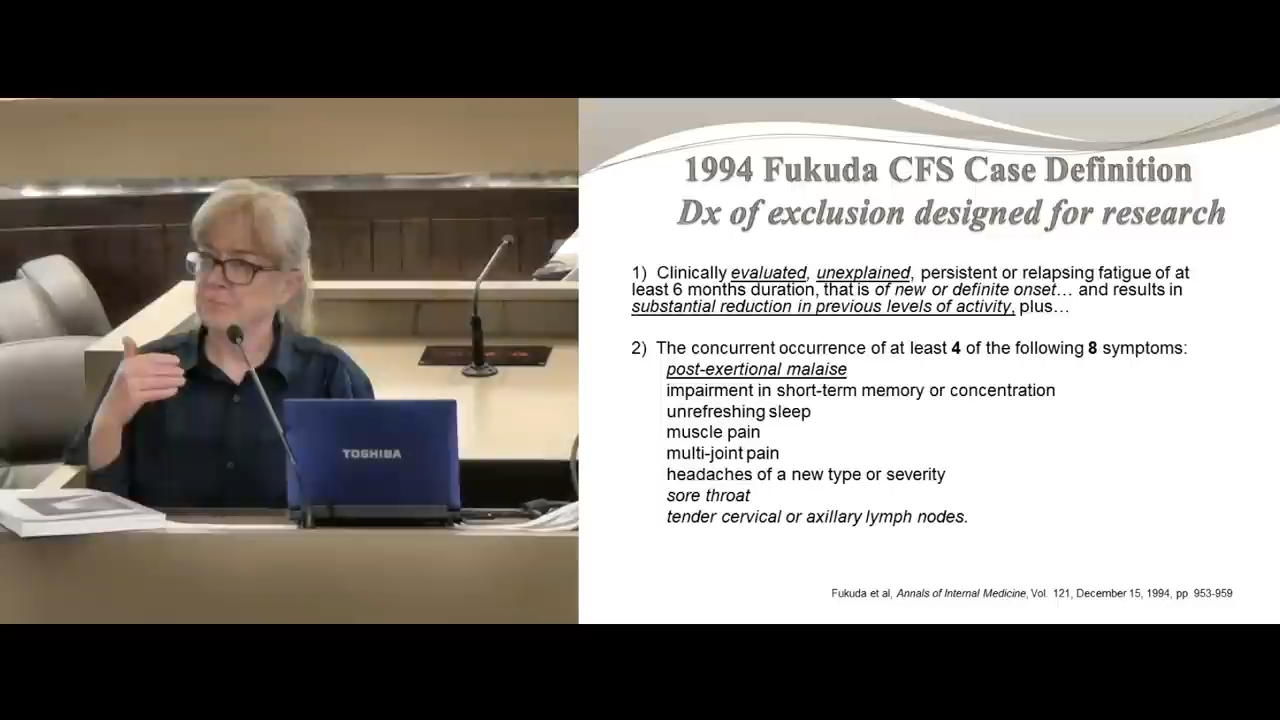 1994 Fukuda CFS Case Definition
Dx of exclusion designed for research
1) Clinically evaluated, unexplained, persistent or relapsing fatigue of at
least 6 months duration, that is of new or definite onset... and results in
substantial reduction in previous levels of activity, plus...
2) The concurrent occurrence of at least 4 of the following 8 symptoms:
post-exertional malaise
impairment in short-term memory or concentration
unrefreshing sleep
muscle pain
multi-joint pain
headaches of a new type or severity
sore throat
tender cervical or axillary lymph nodes.
Fukuda et al, Annals of Internal Medicine, Vol. 121, December 15, 1994, pp 953-959
TOSHIBA